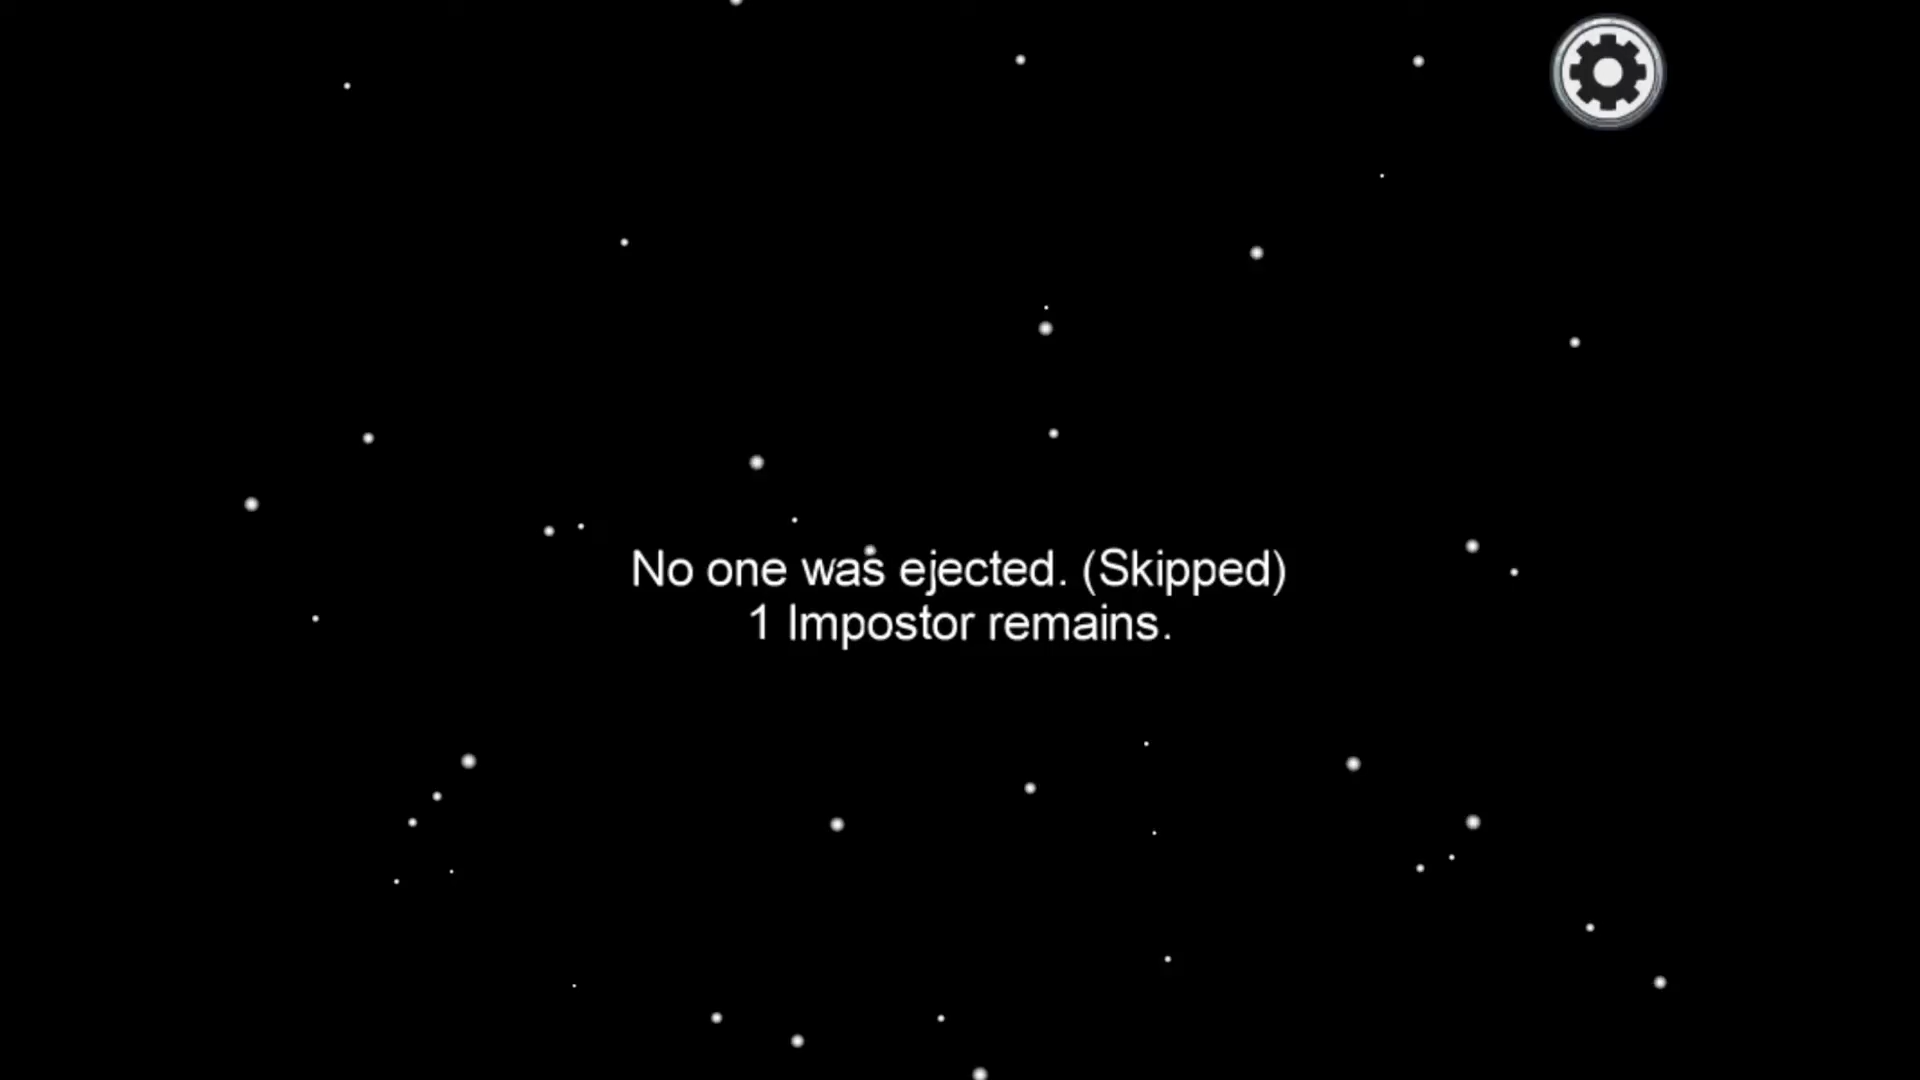 No one was ejected. (Skipped)
1 Impostor remains.